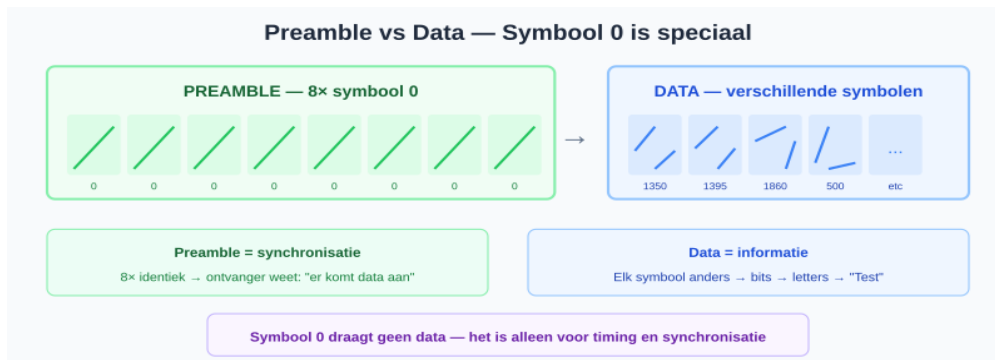 Preamble vs Data — Symbool 0 is speciaal
PREAMBLE — 8× symbool 0
0 0 0 0 0 0 0 0
→
DATA — verschillende symbolen
...
1350 1395 1860 500 etc
Preamble = synchronisatie
8× identiek → ontvanger weet: "er komt data aan"
Data = informatie
Elk symbool anders → bits → letters → "Test"
Symbool 0 draagt geen data — het is alleen voor timing en synchronisatie